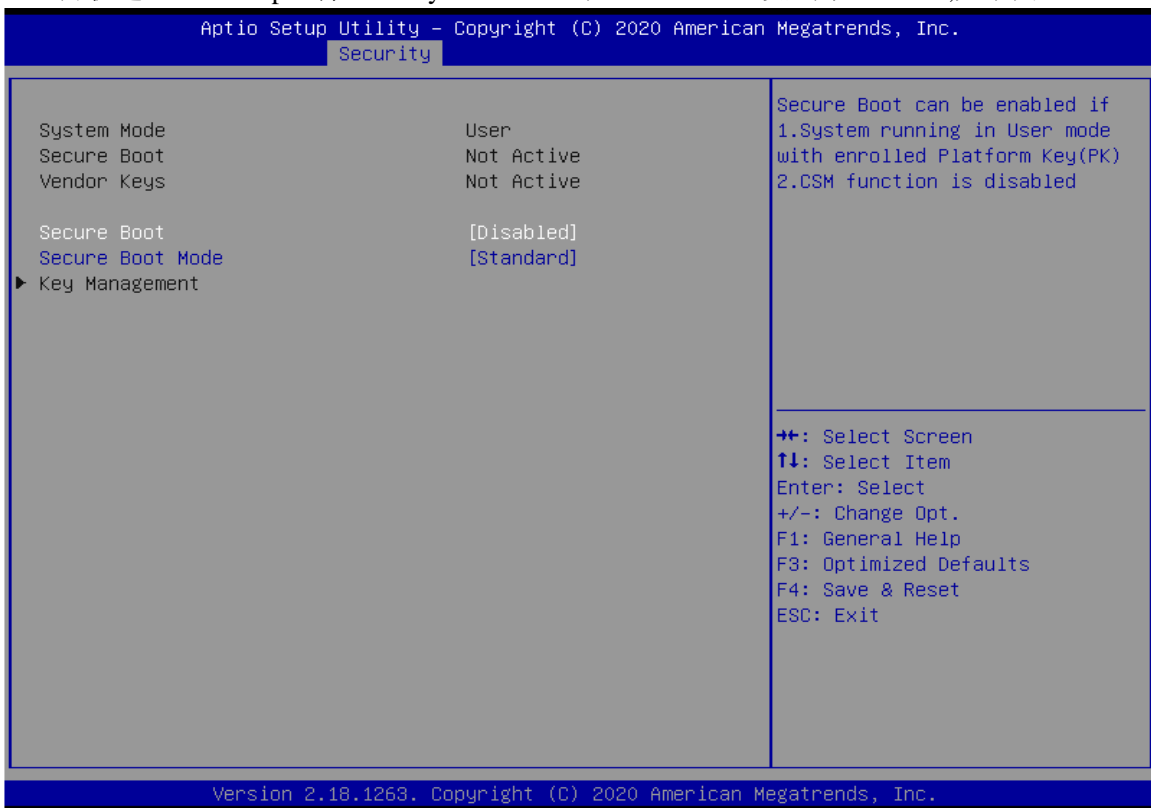 Aptio Setup Utility – Copyright (C) 2020 American Megatrends, Inc.
Security
System Mode User
Secure Boot Not Active
Vendor Keys Not Active
Secure Boot [Disabled]
Secure Boot Mode [Standard]
▶ Key Management
Secure Boot can be enabled if
1.System running in User mode
with enrolled Platform Key(PK)
2.CSM function is disabled
→←: Select Screen
↑↓: Select Item
Enter: Select
+/-: Change Opt.
F1: General Help
F3: Optimized Defaults
F4: Save & Reset
ESC: Exit
Version 2.18.1263. Copyright (C) 2020 American Megatrends, Inc.